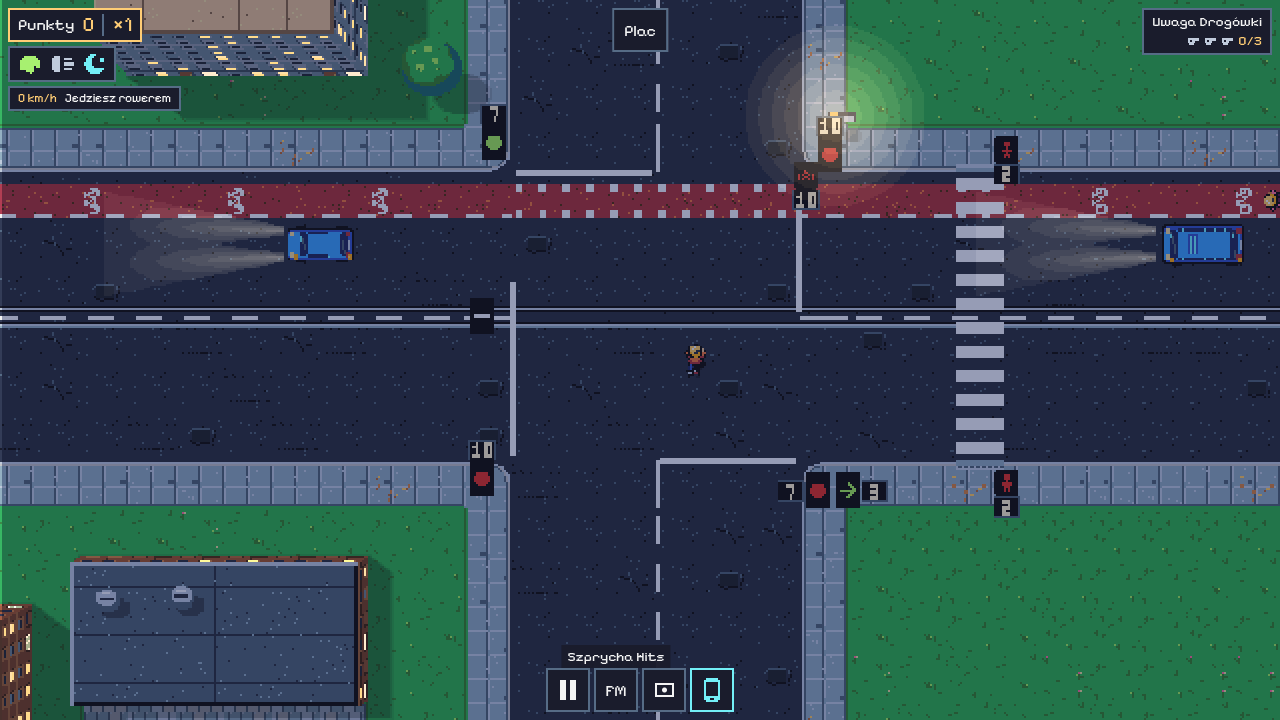 Punkty 0 ×1
Plac
Uwaga Drogówki
0/3
0 km/h Jedziesz rowerem
7
10
2
10
10
7
3
2
Szprycha Hits
FM